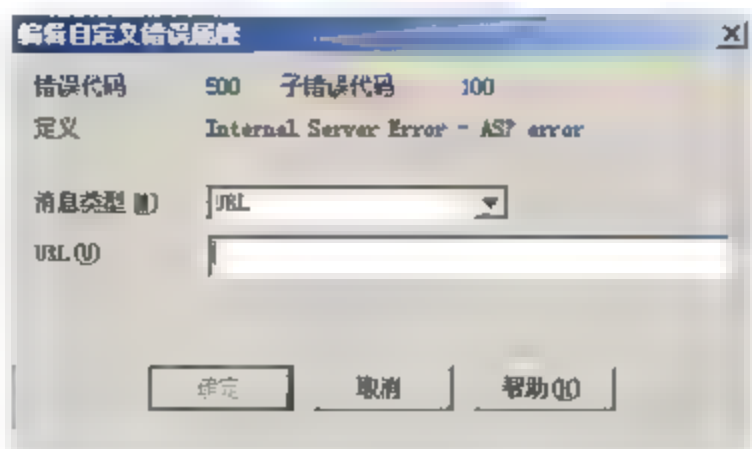 编辑自定义错误属性
错误代码 500 子错误代码 100
定义 Internal Server Error - ASP error
消息类型(M) URL
URL(U)
确定 取消 帮助(H)